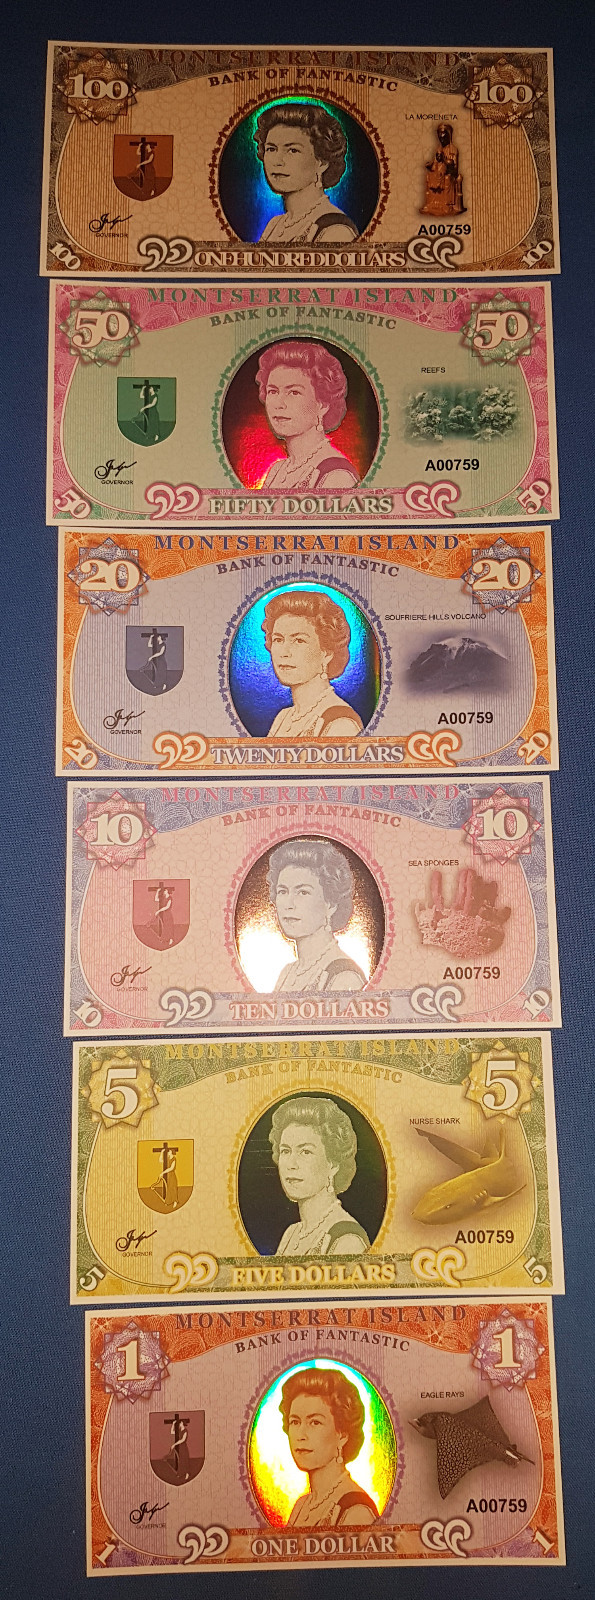 MONTSERRAT ISLAND
BANK OF FANTASTIC
100 100
LA MORENETA
A00759
GOVERNOR
100 ONE HUNDRED DOLLARS 100
MONTSERRAT ISLAND
BANK OF FANTASTIC
50 50
REEFS
A00759
GOVERNOR
50 FIFTY DOLLARS 50
MONTSERRAT ISLAND
BANK OF FANTASTIC
20 20
SOUFRIERE HILLS VOLCANO
A00759
GOVERNOR
20 TWENTY DOLLARS 20
MONTSERRAT ISLAND
BANK OF FANTASTIC
10 10
SEA SPONGES
A00759
GOVERNOR
10 TEN DOLLARS 10
MONTSERRAT ISLAND
BANK OF FANTASTIC
5 5
NURSE SHARK
A00759
GOVERNOR
5 FIVE DOLLARS 5
MONTSERRAT ISLAND
BANK OF FANTASTIC
1 1
EAGLE RAYS
A00759
GOVERNOR
1 ONE DOLLAR 1